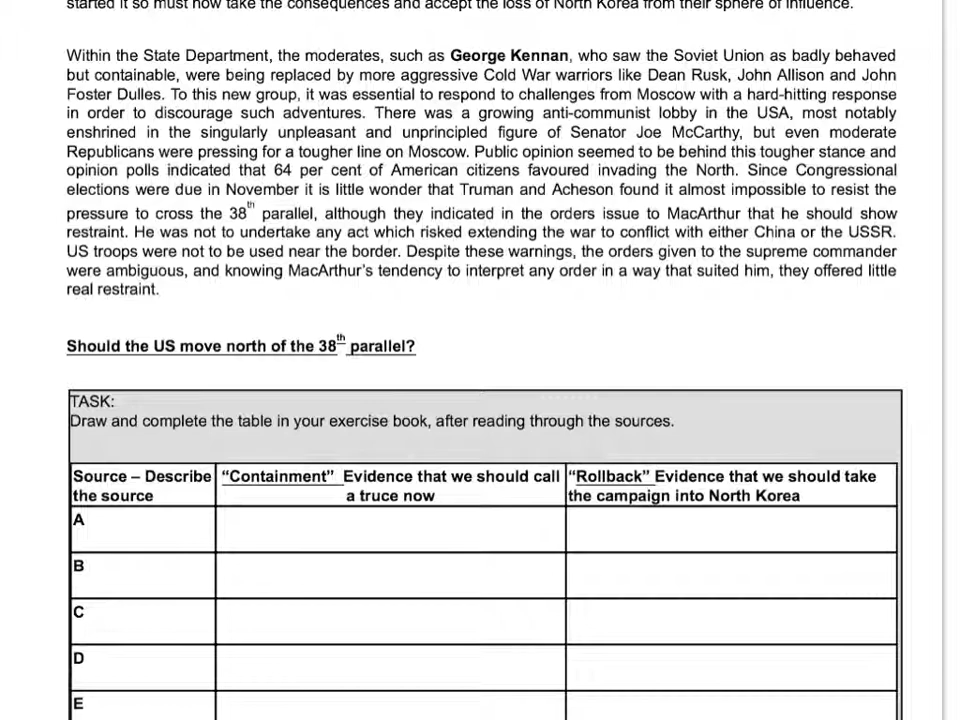 started it so must now take the consequences and accept the loss of North Korea from their sphere of influence.
Within the State Department, the moderates, such as George Kennan, who saw the Soviet Union as badly behaved
but containable, were being replaced by more aggressive Cold War warriors like Dean Rusk, John Allison and John
Foster Dulles. To this new group, it was essential to respond to challenges from Moscow with a hard-hitting response
in order to discourage such adventures. There was a growing anti-communist lobby in the USA, most notably
enshrined in the singularly unpleasant and unprincipled figure of Senator Joe McCarthy, but even moderate
Republicans were pressing for a tougher line on Moscow. Public opinion seemed to be behind this tougher stance and
opinion polls indicated that 64 per cent of American citizens favoured invading the North. Since Congressional
elections were due in November it is little wonder that Truman and Acheson found it almost impossible to resist the
pressure to cross the 38th parallel, although they indicated in the orders issue to MacArthur that he should show
restraint. He was not to undertake any act which risked extending the war to conflict with either China or the USSR.
US troops were not to be used near the border. Despite these warnings, the orders given to the supreme commander
were ambiguous, and knowing MacArthur's tendency to interpret any order in a way that suited him, they offered little
real restraint.
Should the US move north of the 38th parallel?
TASK:
Draw and complete the table in your exercise book, after reading through the sources.
Source – Describe the source
"Containment" Evidence that we should call a truce now
"Rollback" Evidence that we should take the campaign into North Korea
A
B
C
D
E